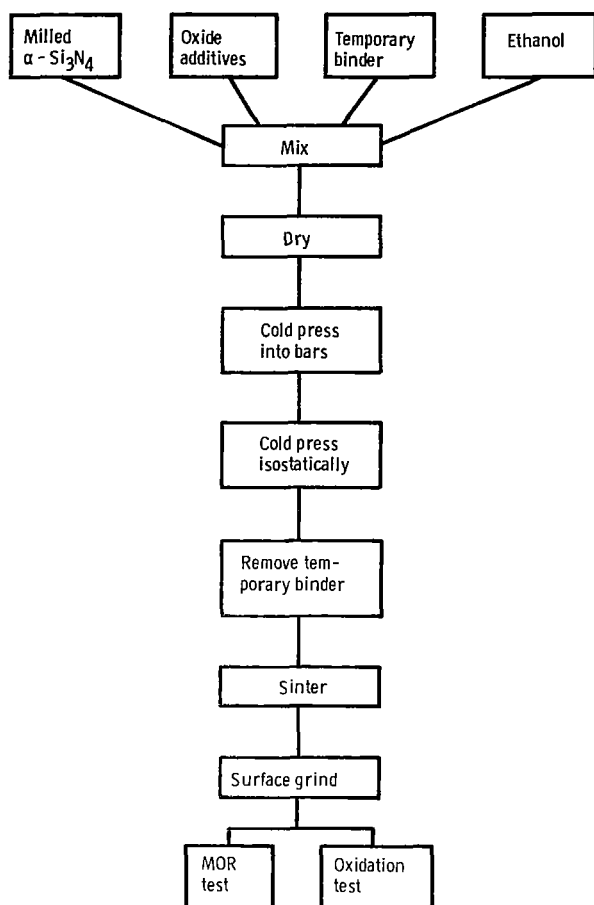 Milled
α - Si₃N₄
Oxide
additives
Temporary
binder
Ethanol
Mix
Dry
Cold press
into bars
Cold press
isostatically
Remove tem-
porary binder
Sinter
Surface grind
MOR
test
Oxidation
test